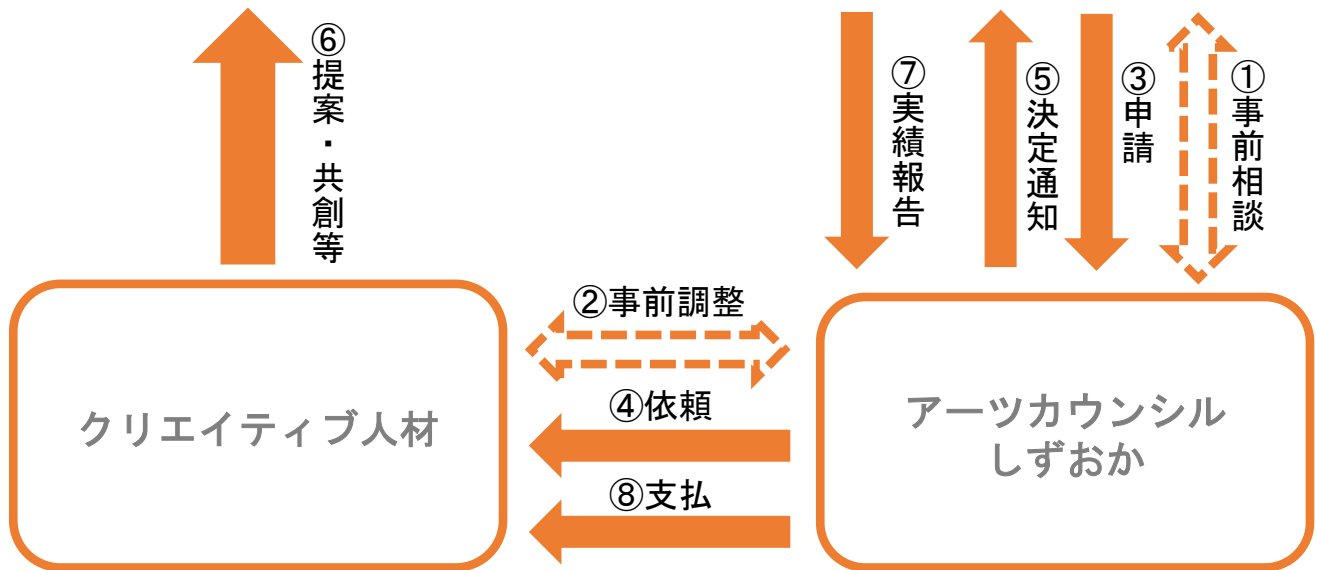 ⑥提案・共創等
⑦実績報告
⑤決定通知
③申請
①事前相談
②事前調整
④依頼
⑧支払
クリエイティブ人材
アーツカウンシル
しずおか